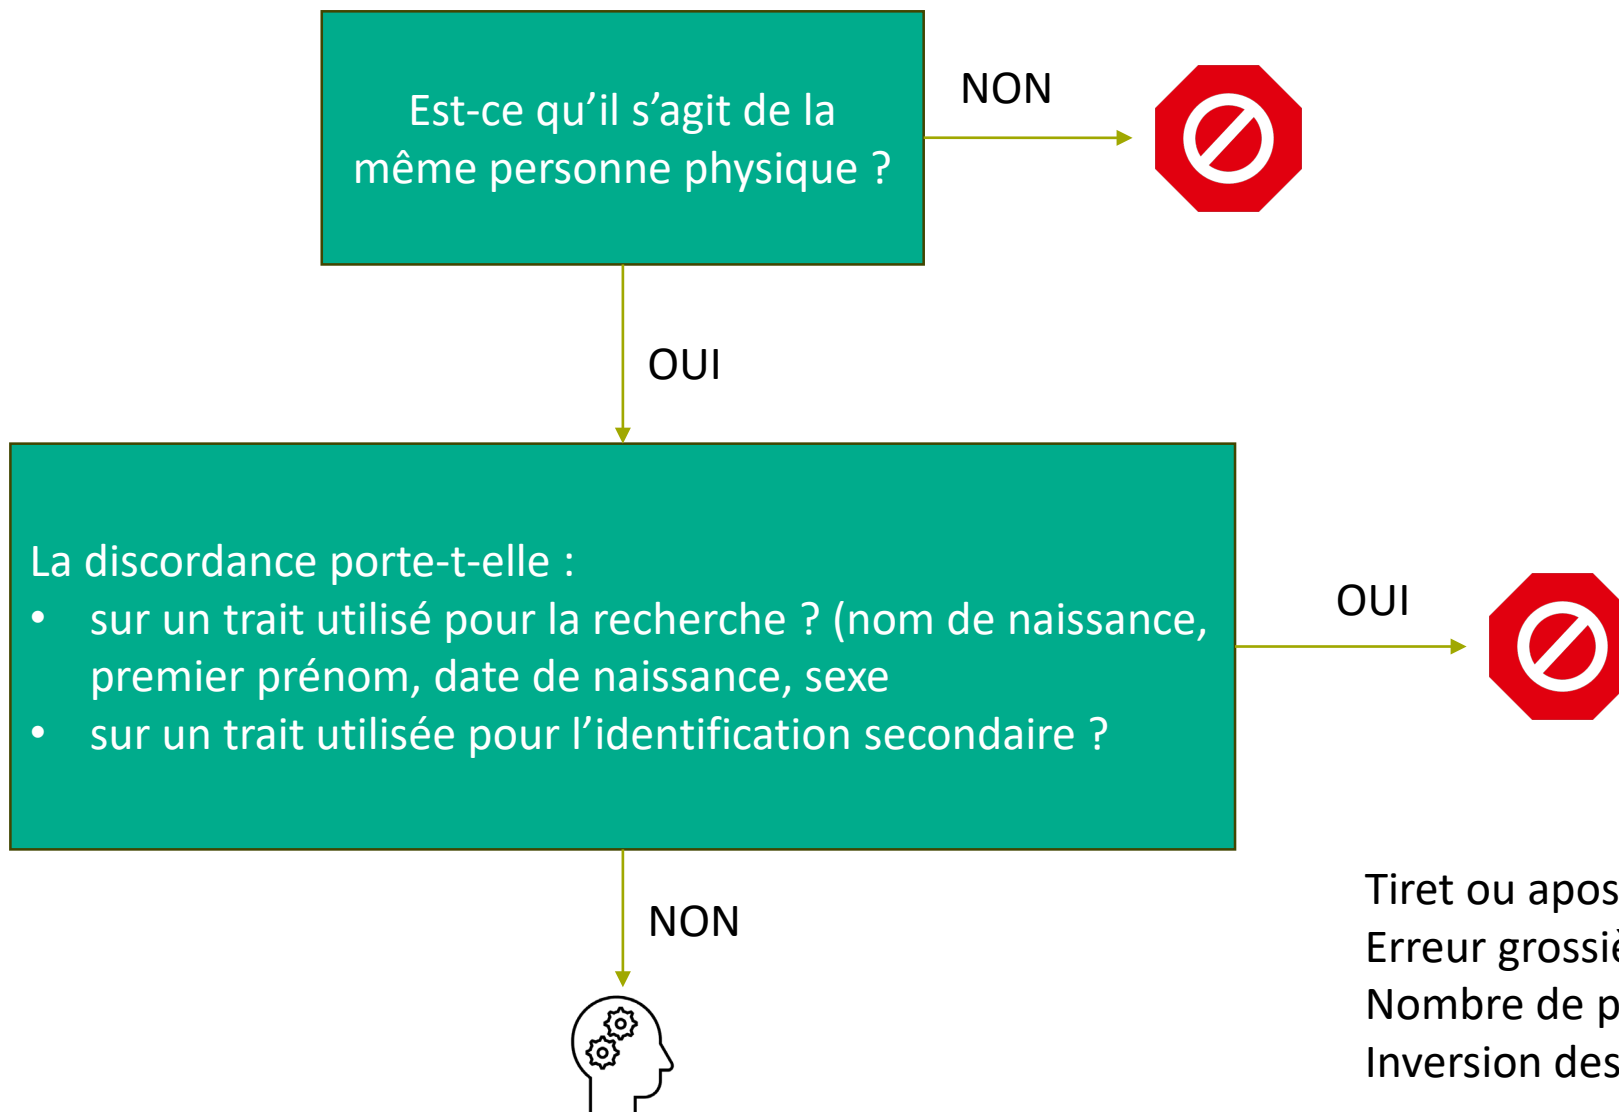 Est-ce qu’il s’agit de la
même personne physique ?
NON
OUI
La discordance porte-t-elle :
• sur un trait utilisé pour la recherche ? (nom de naissance,
premier prénom, date de naissance, sexe
• sur un trait utilisée pour l’identification secondaire ?
OUI
NON
Tiret ou
Erreur
Nombre de
Inversion des